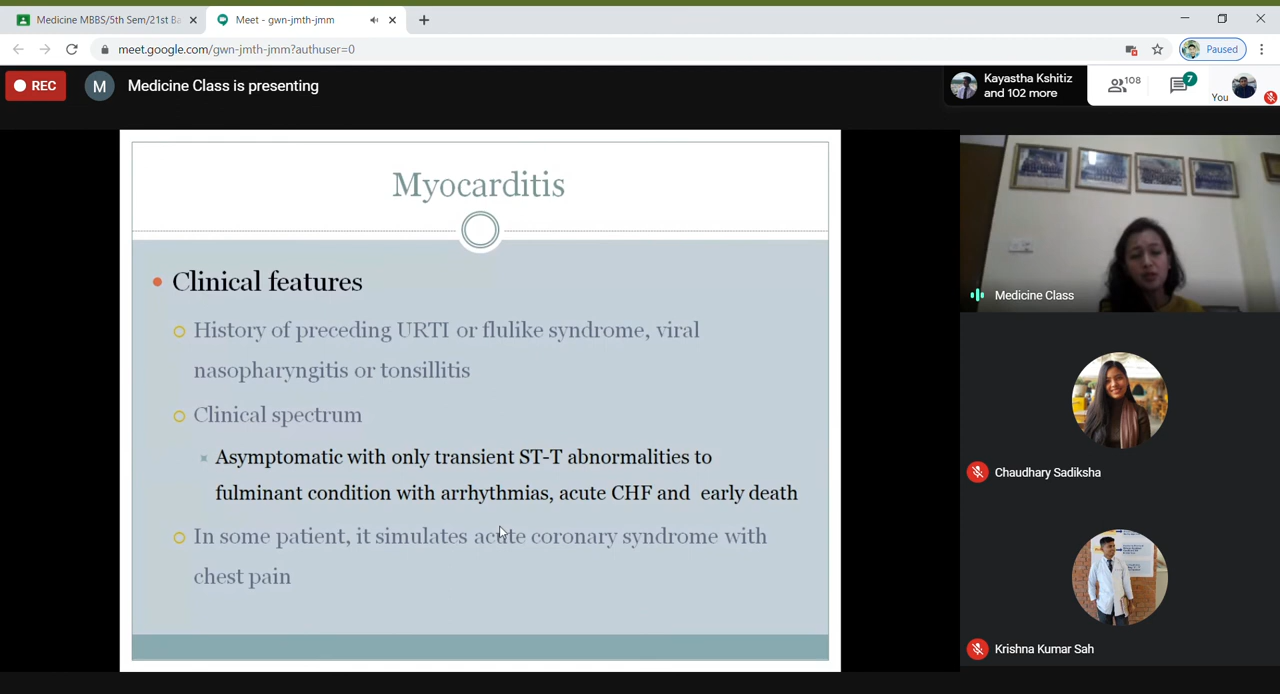 Medicine MBBS/5th Sem/21st Ba
Meet - gwn-jmth-jmm
meet.google.com/gwn-jmth-jmm?authuser=0
Paused
REC
M
Medicine Class is presenting
Kayastha Kshitiz
and 102 more
108
7
You
Myocarditis
Clinical features
History of preceding URTI or flulike syndrome, viral
nasopharyngitis or tonsillitis
Clinical spectrum
Asymptomatic with only transient ST-T abnormalities to
fulminant condition with arrhythmias, acute CHF and early death
In some patient, it simulates acute coronary syndrome with
chest pain
Medicine Class
Chaudhary Sadiksha
Krishna Kumar Sah